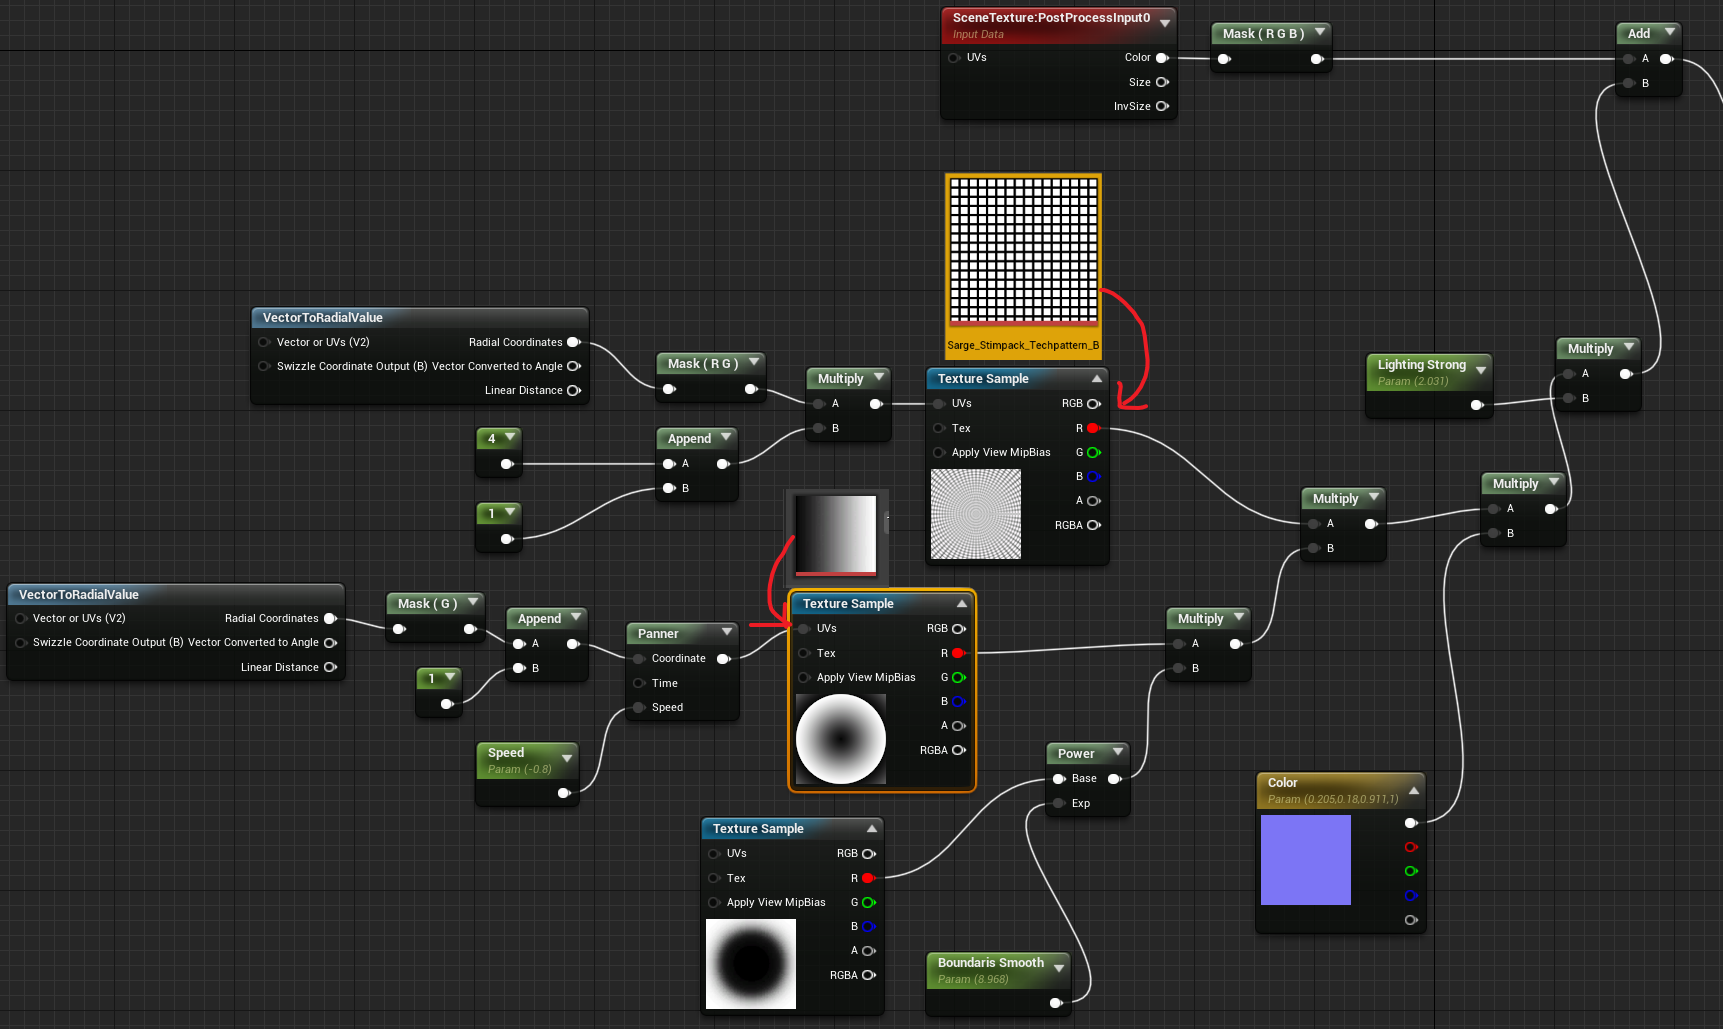 SceneTexture:PostProcessInput0
Input Data
UVs
Color
Size
InvSize
Mask ( R G B )
Add
A
B
Sarge_Stimpack_Techpattern_B
VectorToRadialValue
Vector or UVs (V2)
Radial Coordinates
Swizzle Coordinate Output (B)
Vector Converted to Angle
Linear Distance
Mask ( R G )
Multiply
A
B
4
Append
A
B
1
Texture Sample
UVs
RGB
Tex
R
Apply View MipBias
G
B
A
RGBA
Lighting Strong
Param (2.031)
Multiply
A
B
Multiply
A
B
Multiply
A
B
VectorToRadialValue
Vector or UVs (V2)
Radial Coordinates
Swizzle Coordinate Output (B)
Vector Converted to Angle
Linear Distance
Mask ( G )
Append
A
B
1
Panner
Coordinate
Time
Speed
Speed
Param (-0.8)
Texture Sample
UVs
RGB
Tex
R
Apply View MipBias
G
B
A
RGBA
Multiply
A
B
Power
Base
Exp
Texture Sample
UVs
RGB
Tex
R
Apply View MipBias
G
B
A
RGBA
Boundaris Smooth
Param (8.968)
Color
Param (0.205,0.18,0.911,1)